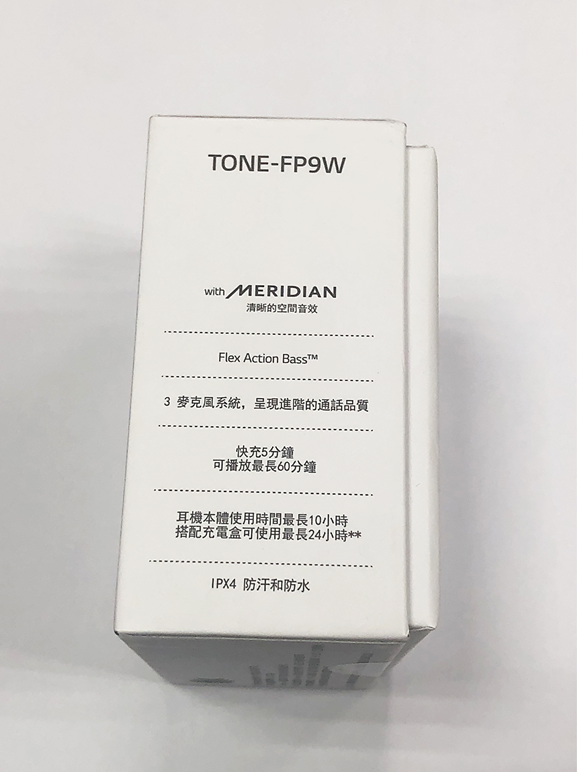 TONE-FP9W
with MERIDIAN
清晰的空間音效
Flex Action Bass™
3 麥克風系統，呈現進階的通話品質
快充5分鐘
可播放最長60分鐘
耳機本體使用時間最長10小時
搭配充電盒可使用最長24小時**
IPX4 防汗和防水